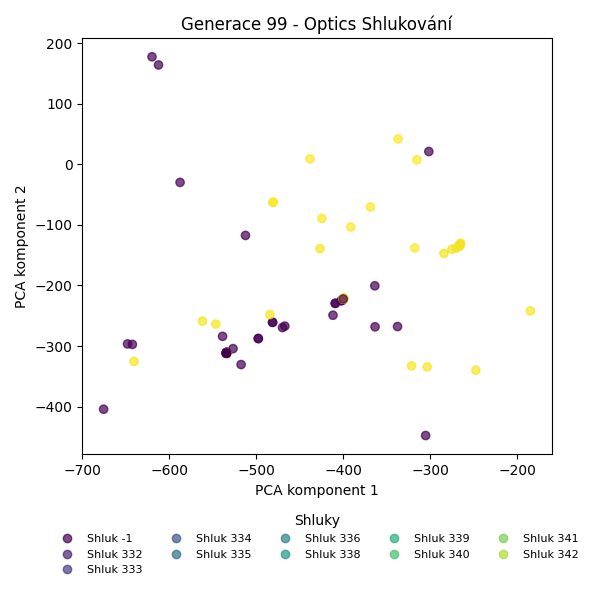 Generace 99 - Optics Shlukování
200
100
0
−100
−200
−300
−400
PCA komponent 2
−700 −600 −500 −400 −300 −200
PCA komponent 1
Shluky
Shluk -1 Shluk 334 Shluk 336 Shluk 339 Shluk 341
Shluk 332 Shluk 335 Shluk 338 Shluk 340 Shluk 342
Shluk 333